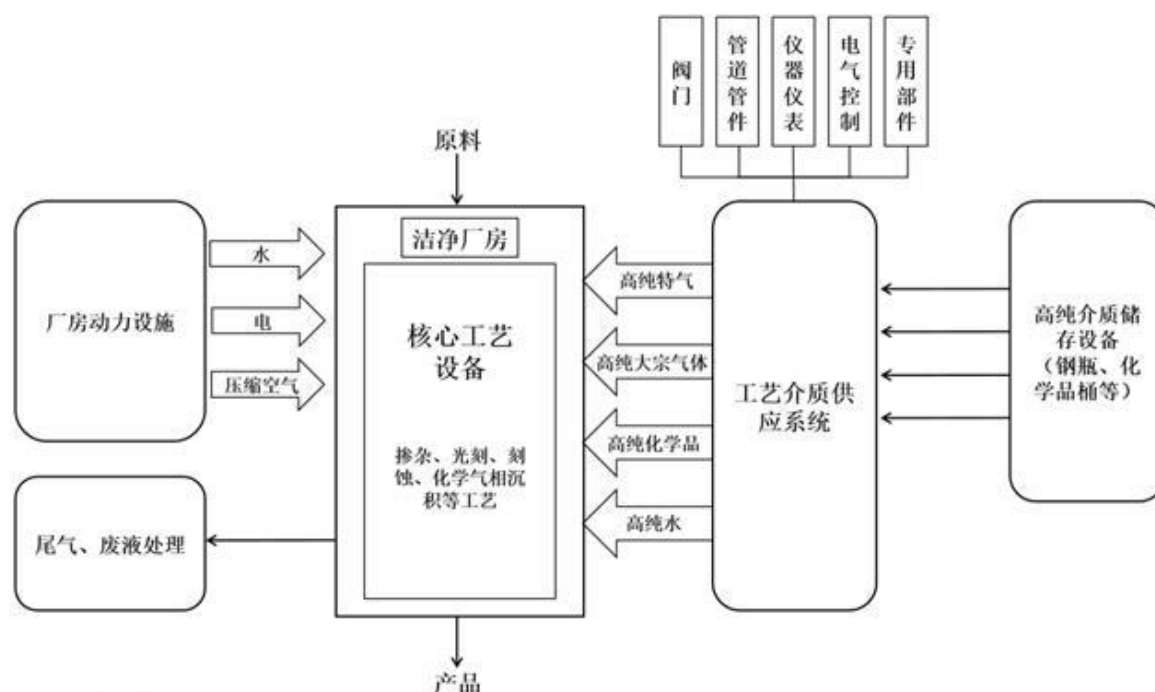 阀门
管道管件
仪器仪表
电气控制
专用部件
原料
洁净厂房
厂房动力设施
水
电
压缩空气
核心工艺
设备
掺杂、光刻、刻
蚀、化学气相沉
积等工艺
高纯特气
高纯大宗气体
高纯化学品
高纯水
工艺介质供
应系统
高纯介质储
存设备
（钢瓶、化
学品桶等）
尾气、废液处理
产品